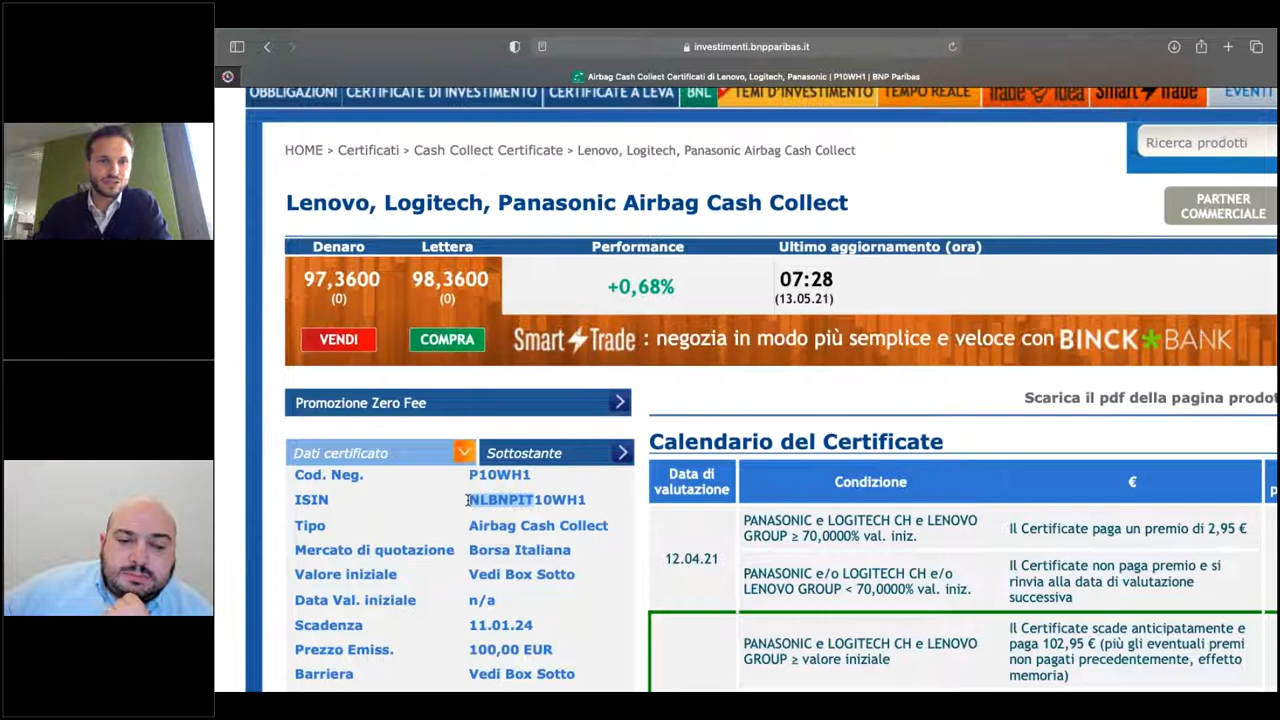 investimenti.bnpparibas.it
Airbag Cash Collect Certificati di Lenovo, Logitech, Panasonic | P10WH1 | BNP Paribas
OBBLIGAZIONI CERTIFICATE DI INVESTIMENTO CERTIFICATE A LEVA BNL TEMI D'INVESTIMENTO TEMPO REALE Trade Idea Smart Trade EVENTI
HOME > Certificati > Cash Collect Certificate > Lenovo, Logitech, Panasonic Airbag Cash Collect
Ricerca prodotti
Lenovo, Logitech, Panasonic Airbag Cash Collect
PARTNER
COMMERCIALE
Denaro Lettera Performance Ultimo aggiornamento (ora)
97,3600 98,3600 +0,68% 07:28
(0) (0) (13.05.21)
VENDI COMPRA Smart Trade : negozia in modo più semplice e veloce con BINCK BANK
Promozione Zero Fee
Scarica il pdf della pagina prodot
Dati certificato Sottostante
Cod. Neg. P10WH1
ISIN NLBNPIT10WH1
Tipo Airbag Cash Collect
Mercato di quotazione Borsa Italiana
Valore iniziale Vedi Box Sotto
Data Val. iniziale n/a
Scadenza 11.01.24
Prezzo Emiss. 100,00 EUR
Barriera Vedi Box Sotto
Calendario del Certificate
Data di
valutazione
Condizione
€
p
12.04.21
PANASONIC e LOGITECH CH e LENOVO
GROUP ≥ 70,0000% val. iniz.
Il Certificate paga un premio di 2,95 €
PANASONIC e/o LOGITECH CH e/o
LENOVO GROUP < 70,0000% val. iniz.
Il Certificate non paga premio e si
rinvia alla data di valutazione
successiva
PANASONIC e LOGITECH CH e LENOVO
GROUP ≥ valore iniziale
Il Certificate scade anticipatamente e
paga 102,95 € (più gli eventuali premi
non pagati precedentemente, effetto
memoria)